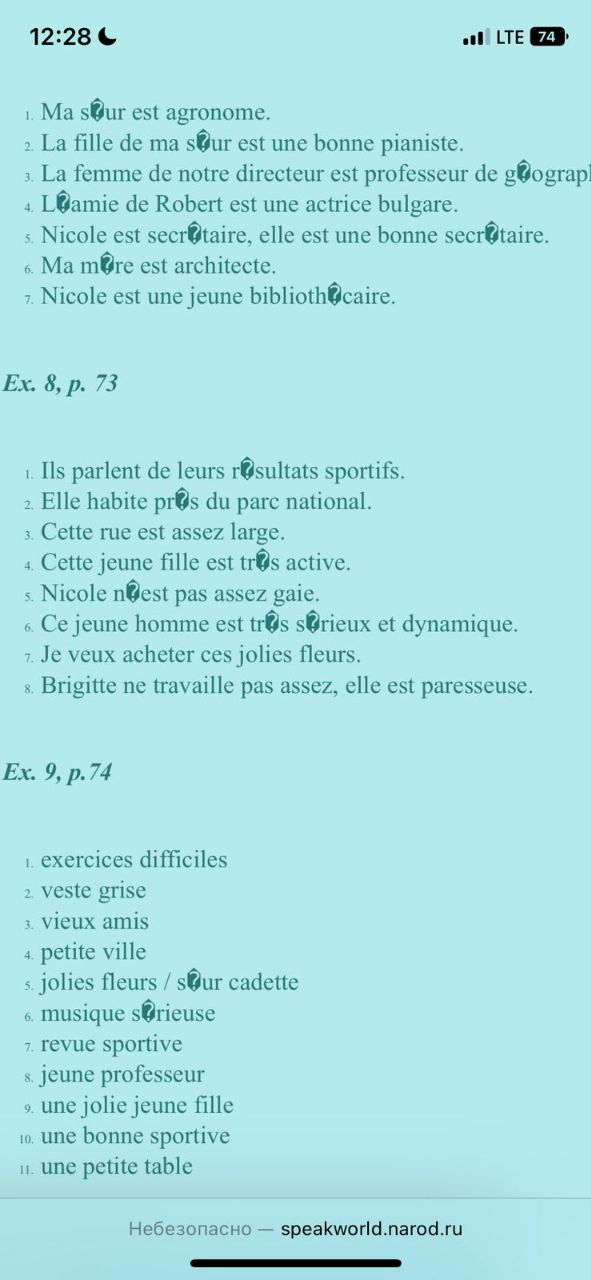 12:28 LTE 74
1. Ma s�ur est agronome.
2. La fille de ma s�ur est une bonne pianiste.
3. La femme de notre directeur est professeur de g�ograph
4. L�amie de Robert est une actrice bulgare.
5. Nicole est secr�taire, elle est une bonne secr�taire.
6. Ma m�re est architecte.
7. Nicole est une jeune biblioth�caire.
Ex. 8, p. 73
1. Ils parlent de leurs r�sultats sportifs.
2. Elle habite pr�s du parc national.
3. Cette rue est assez large.
4. Cette jeune fille est tr�s active.
5. Nicole n�est pas assez gaie.
6. Ce jeune homme est tr�s s�rieux et dynamique.
7. Je veux acheter ces jolies fleurs.
8. Brigitte ne travaille pas assez, elle est paresseuse.
Ex. 9, p.74
1. exercices difficiles
2. veste grise
3. vieux amis
4. petite ville
5. jolies fleurs / s�ur cadette
6. musique s�rieuse
7. revue sportive
8. jeune professeur
9. une jolie jeune fille
10. une bonne sportive
11. une petite table
Небезопасно — speakworld.narod.ru